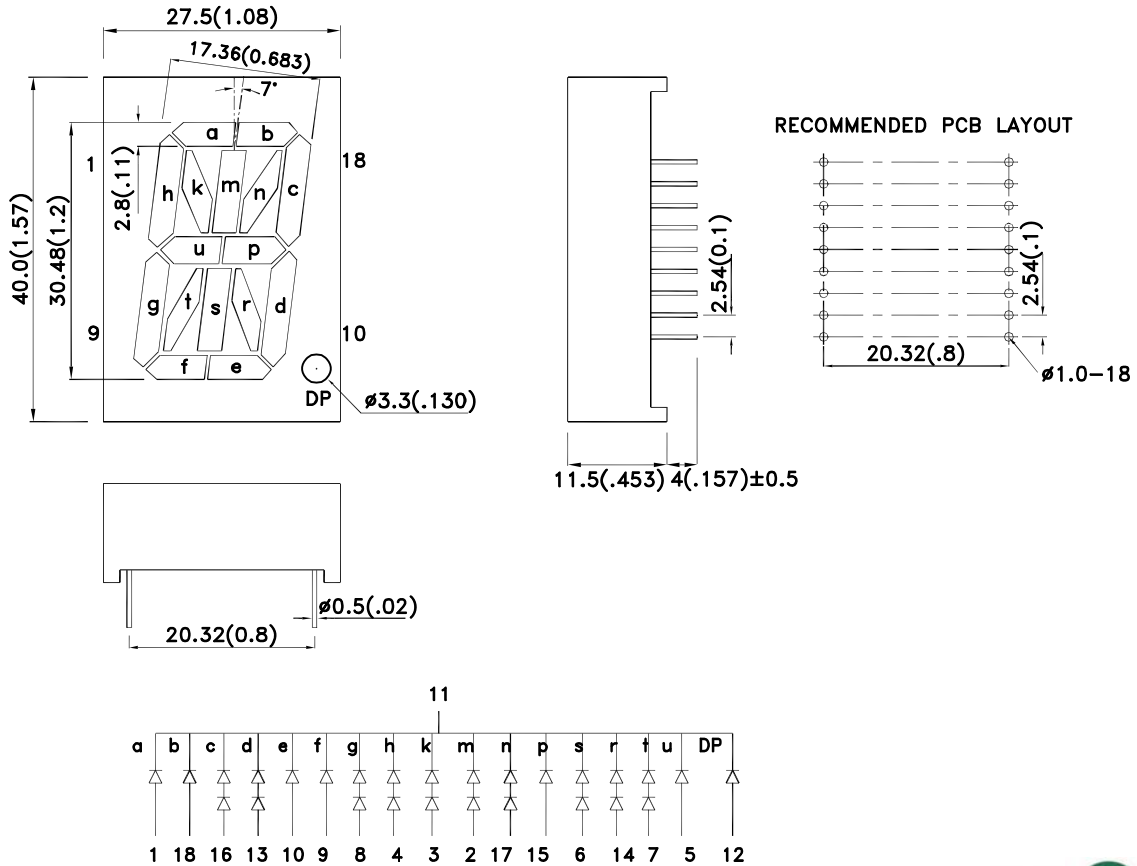 27.5(1.08)
17.36(0.683)
7°
RECOMMENDED PCB LAYOUT
a b
1 18
h k m n c
2.8(.11)
40.0(1.57)
30.48(1.2)
u p
g t s r d
9 10
f e
DP
ø3.3(.130)
2.54(0.1)
2.54(.1)
20.32(.8)
ø1.0-18
11.5(.453) 4(.157)±0.5
ø0.5(.02)
20.32(0.8)
11
a b c d e f g h k m n p s r t u DP
1 18 16 13 10 9 8 4 3 2 17 15 6 14 7 5 12